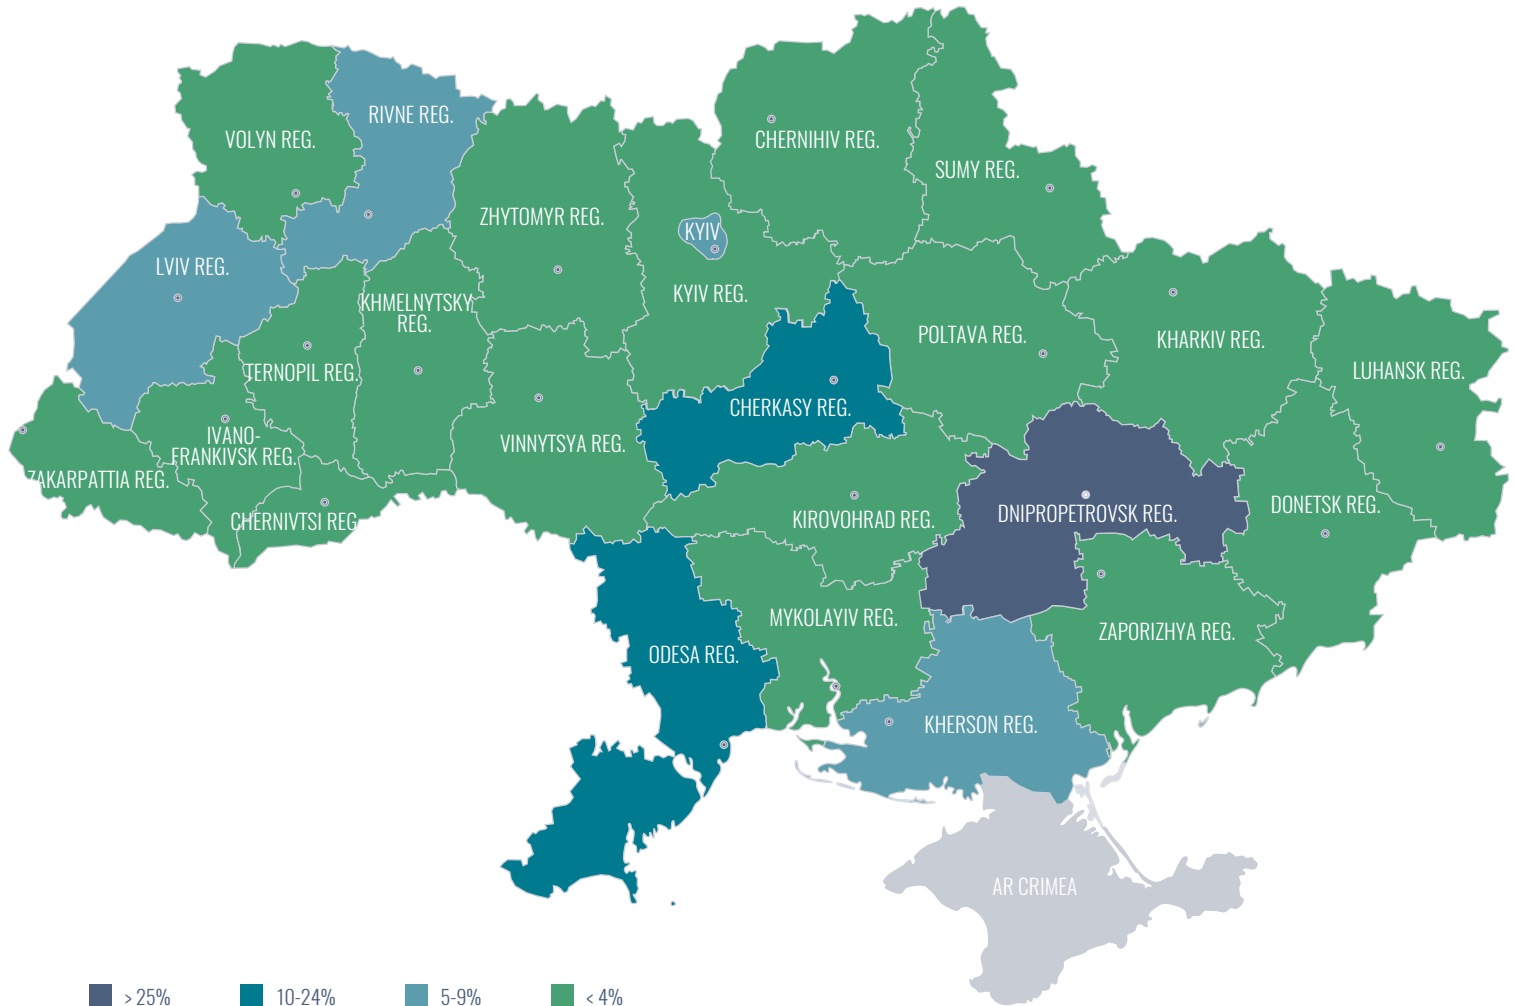 RIVNE REG.
VOLYN REG.
CHERNIHIV REG.
SUMY REG.
ZHYTOMYR REG.
KYIV
LVIV REG.
KYIV REG.
KHMELNYTSKY
REG.
POLTAVA REG.
KHARKIV REG.
TERNOPIL REG.
LUHANSK REG.
CHERKASY REG.
IVANO-
FRANKIVSK REG.
VINNYTSYA REG.
ZAKARPATTIA REG.
DONETSK REG.
DNIPROPETROVSK REG.
CHERNIVTSI REG.
KIROVOHRAD REG.
MYKOLAYIV REG.
ZAPORIZHYA REG.
ODESA REG.
KHERSON REG.
AR CRIMEA
> 25%
10-24%
5-9%
< 4%